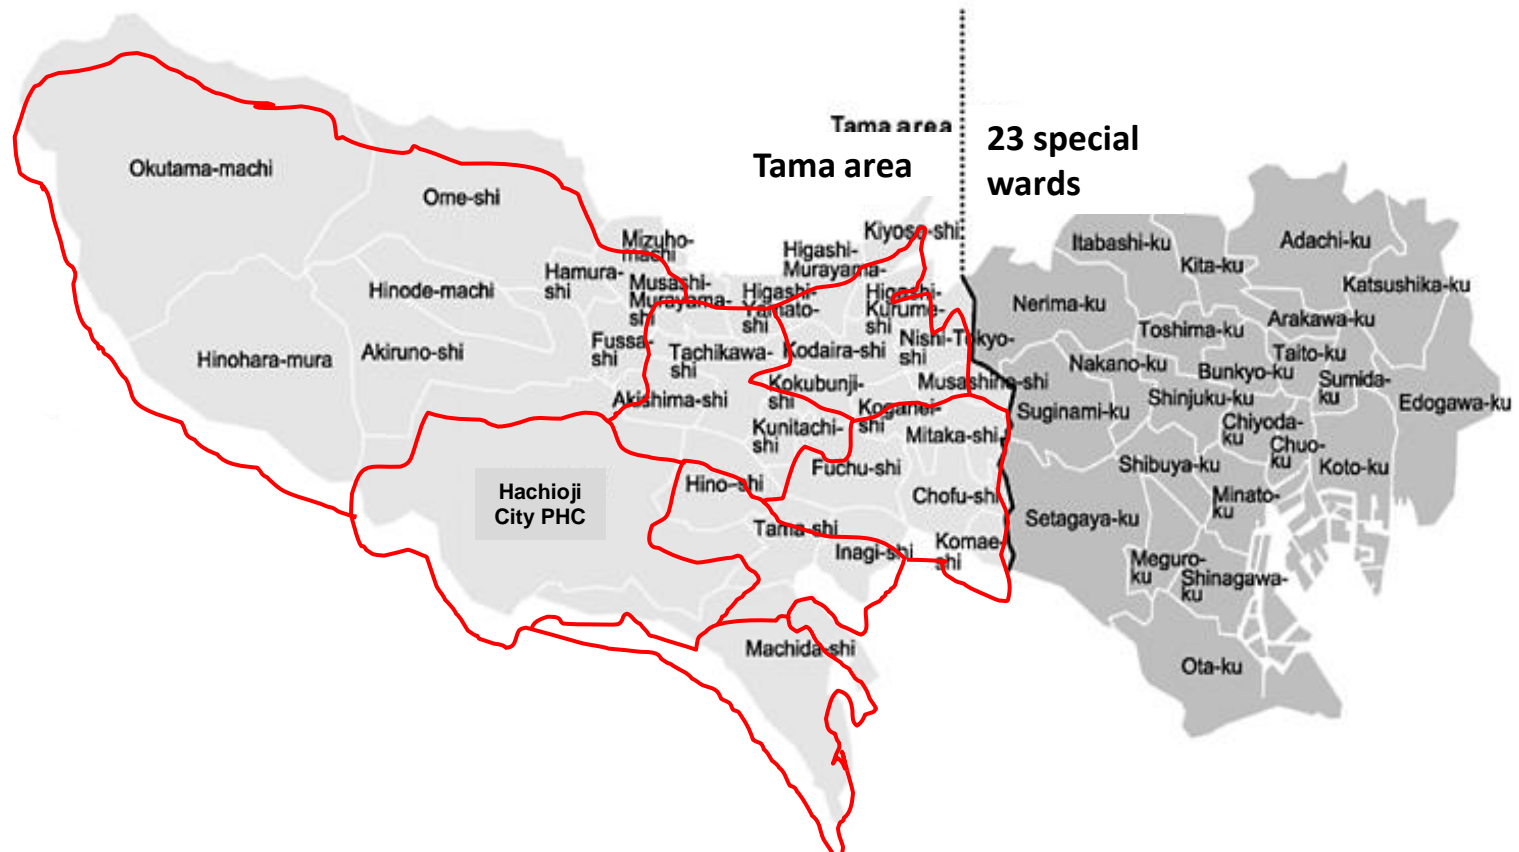 Tama area
Tama area
23 special
wards
Okutama-machi
Ome-shi
Mizuho-
machi
Hamura-
shi
Musashi-
Murayama-
shi
Higashi-
Yamato-
shi
Higashi-
Murayama-
Kiyose-shi
Higashi-
Kurume-
shi
Hinode-machi
Hinohara-mura
Akiruno-shi
Fussa-
shi
Tachikawa-
shi
Kodaira-shi
Nishi-Tokyo-
shi
Akishima-shi
Kokubunji-
shi
Musashino-shi
Koganei-
shi
Kunitachi-
shi
Mitaka-shi
Hachioji
City PHC
Hino-shi
Fuchu-shi
Chofu-shi
Tama-shi
Inagi-shi
Komae-
shi
Machida-shi
Itabashi-ku
Kita-ku
Adachi-ku
Katsushika-ku
Nerima-ku
Toshima-ku
Arakawa-ku
Nakano-ku
Bunkyo-ku
Taito-ku
Sumida-
ku
Suginami-ku
Shinjuku-ku
Chiyoda-
ku
Edogawa-ku
Chuo-
ku
Koto-ku
Shibuya-ku
Minato-
ku
Setagaya-ku
Meguro-
ku
Shinagawa-
ku
Ota-ku